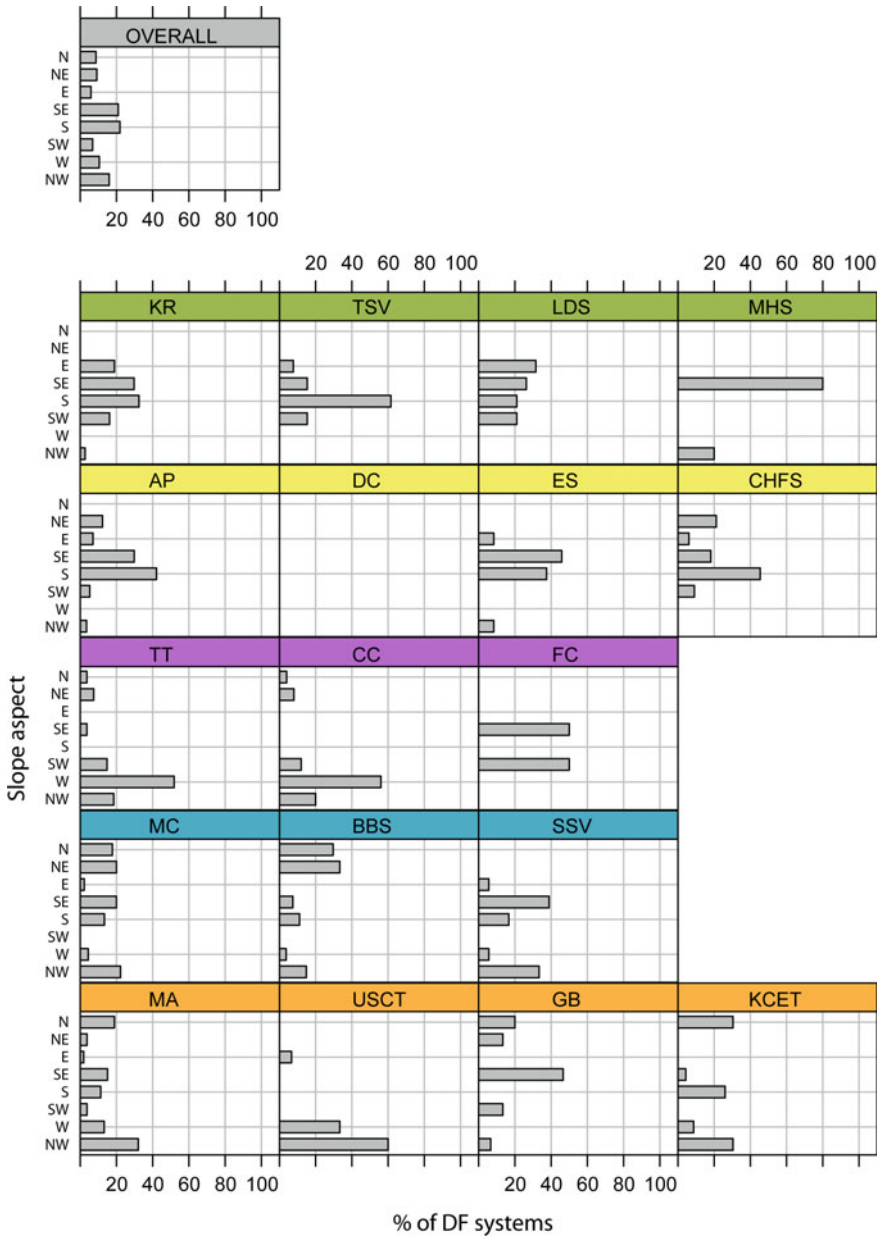 OVERALL
N
NE
E
SE
S
SW
W
NW
20 40 60 80 100
20 40 60 80 100 20 40 60 80 100
KR TSV LDS MHS
N
NE
E
SE
S
SW
W
NW
AP DC ES CHFS
N
NE
E
SE
S
SW
W
NW
TT CC FC
N
NE
E
SE
S
SW
W
NW
Slope aspect
MC BBS SSV
N
NE
E
SE
S
SW
W
NW
MA USCT GB KCET
N
NE
E
SE
S
SW
W
NW
20 40 60 80 100 20 40 60 80 100
% of DF systems